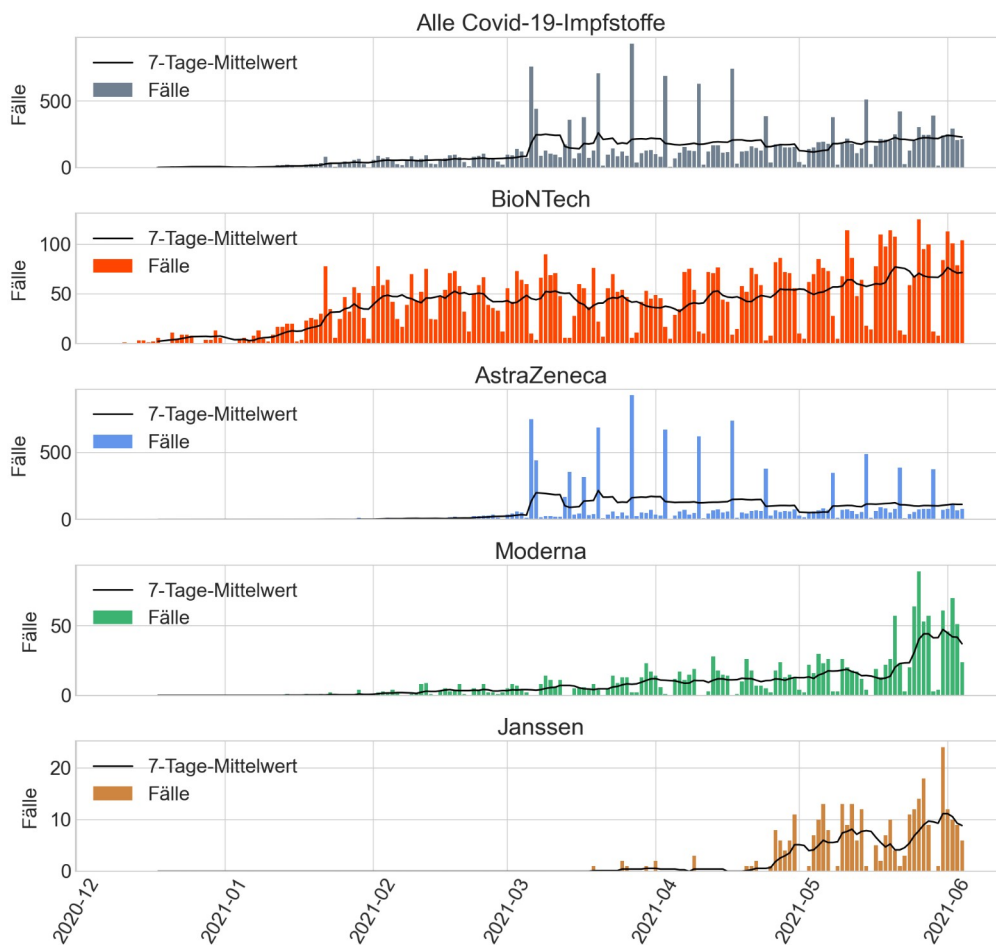 Alle Covid-19-Impfstoffe
Fälle
7-Tage-Mittelwert
Fälle
500
0
BioNTech
Fälle
7-Tage-Mittelwert
Fälle
100
50
0
AstraZeneca
Fälle
7-Tage-Mittelwert
Fälle
500
0
Moderna
Fälle
7-Tage-Mittelwert
Fälle
50
0
Janssen
Fälle
7-Tage-Mittelwert
Fälle
20
10
0
2020-12
2021-01
2021-02
2021-03
2021-04
2021-05
2021-06